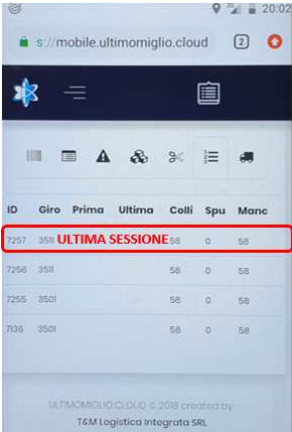 20:02
s://mobile.ultimomiglio.cloud 2
ID Giro Prima Ultima Colli Spu Manc
7257 3511 ULTIMA SESSIONE 58 0 58
7256 3511 58 0 58
7255 3501 58 0 58
7136 3501 58 0 58
ULTIMOMIGLIO.CLOUD © 2018 created by
T&M Logistica Integrata SRL